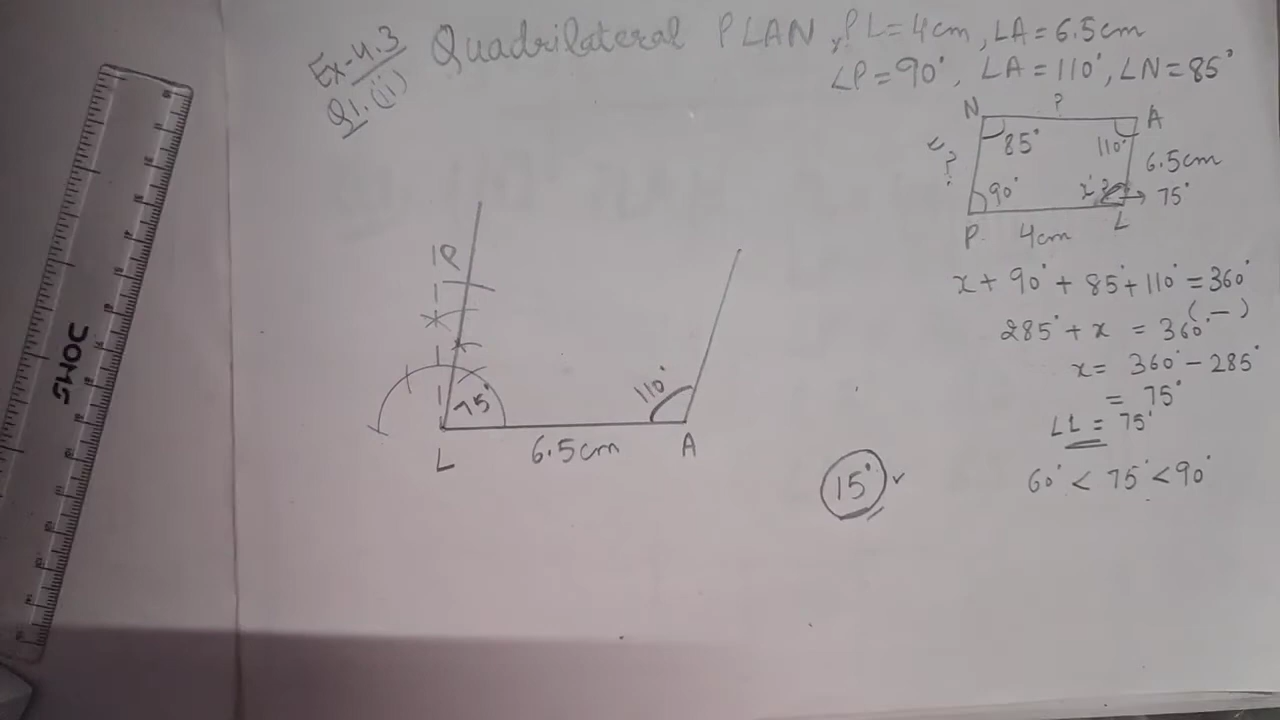 Ex-4.3
Q1.(ii)
Quadrilateral PLAN, PL=4cm, LA=6.5cm
∠P=90°, ∠A=110°, ∠N=85°
N ? A
85° 110°
? 6.5cm
90° x° ? → 75°
P 4cm L
x + 90° + 85° + 110° = 360°
(-)
285° + x = 360°
x = 360° - 285°
= 75°
∠L = 75°
60° < 75° < 90°
15°
P
75° 110°
L 6.5cm A
DOMS